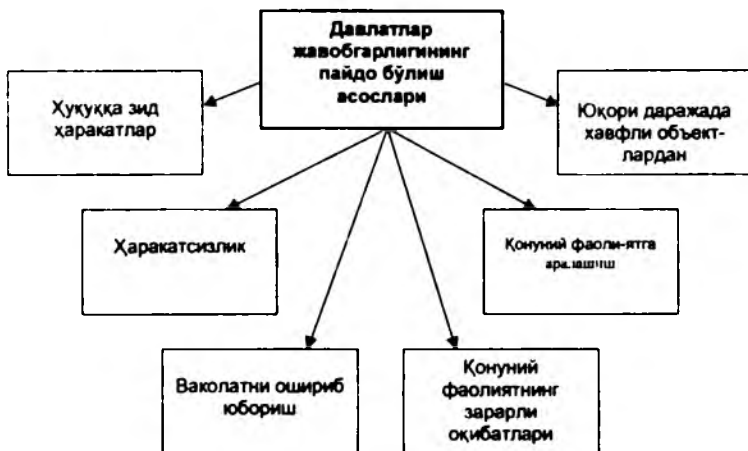 Давлатлар
жавобгарлигининг
пайдо бўлиш
асослари
Ҳуқуққа зид
ҳаракатлар
Юқори даражада
хавфли объект-
лардан
Ҳаракатсизлик
Қонуний фаоли-ятга
аралашиш
Ваколатни ошириб
юбориш
Қонуний
фаолиятнинг
зарарли
оқибатлари